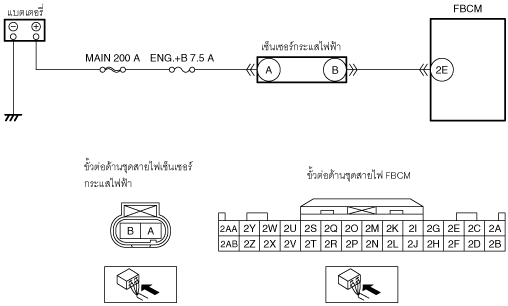 แบตเตอรี่
FBCM
MAIN 200 A
ENG.+B 7.5 A
เซ็นเซอร์กระแสไฟฟ้า
A
B
2E
ขั้วต่อด้านชุดสายไฟเซ็นเซอร์
กระแสไฟฟ้า
ขั้วต่อด้านชุดสายไฟ FBCM
B A
2AA 2Y 2W 2U 2S 2Q 2O 2M 2K 2I 2G 2E 2C 2A
2AB 2Z 2X 2V 2T 2R 2P 2N 2L 2J 2H 2F 2D 2B